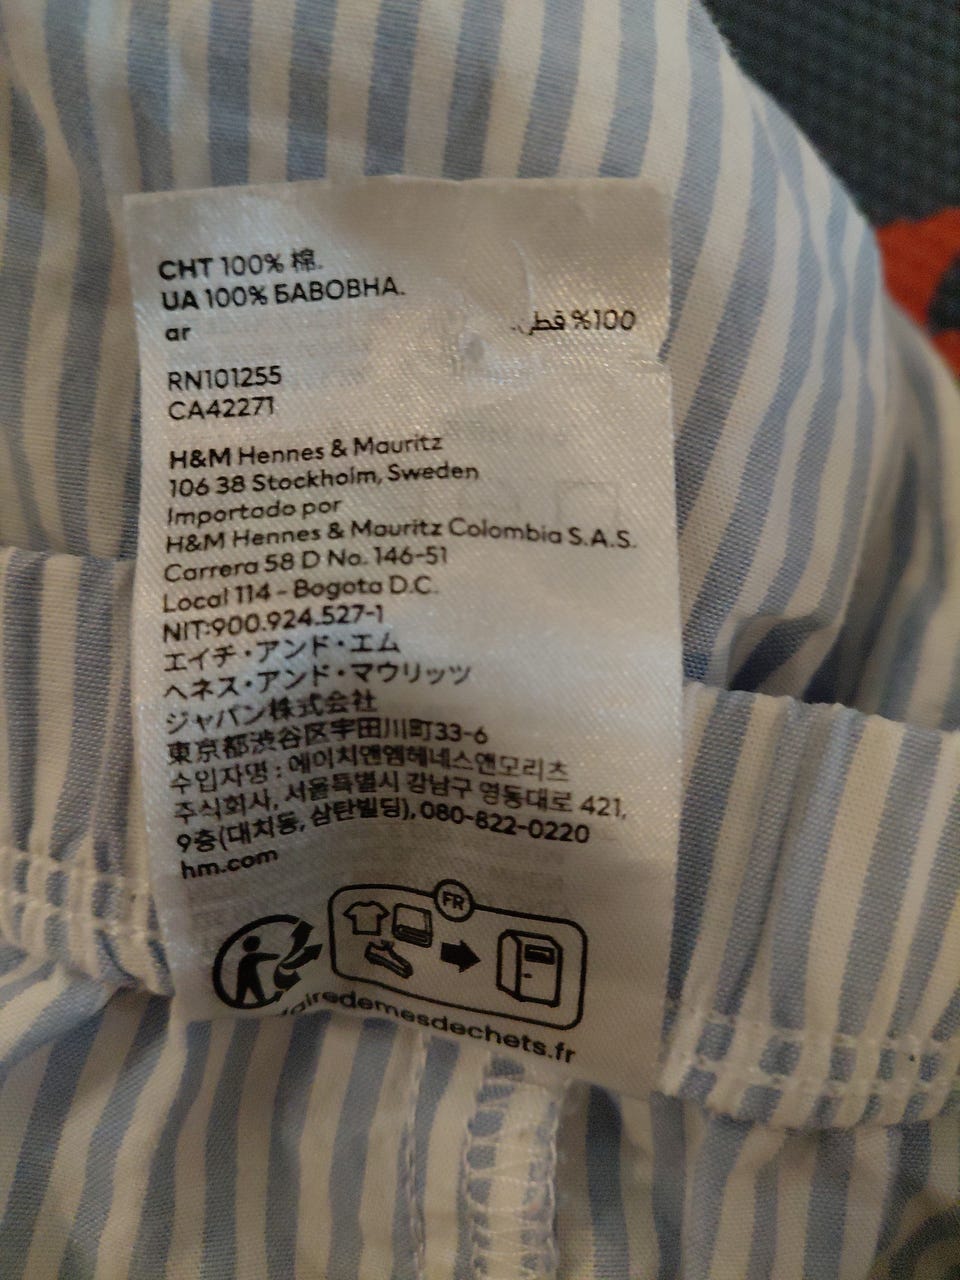 CHT 100% 棉.
UA 100% БАВОВНА.
ar
100% قطن.
RN101255
CA42271
H&M Hennes & Mauritz
106 38 Stockholm, Sweden
Importado por
H&M Hennes & Mauritz Colombia S.A.S.
Carrera 58 D No. 146-51
Local 114 - Bogota D.C.
NIT:900.924.527-1
エイチ・アンド・エム
ヘネス・アンド・マウリッツ
ジャパン株式会社
東京都渋谷区宇田川町33-6
수입자명 : 에이치앤엠헤네스앤모리츠
주식회사, 서울특별시 강남구 영동대로 421,
9층(대치동, 삼탄빌딩), 080-822-0220
hm.com
FR